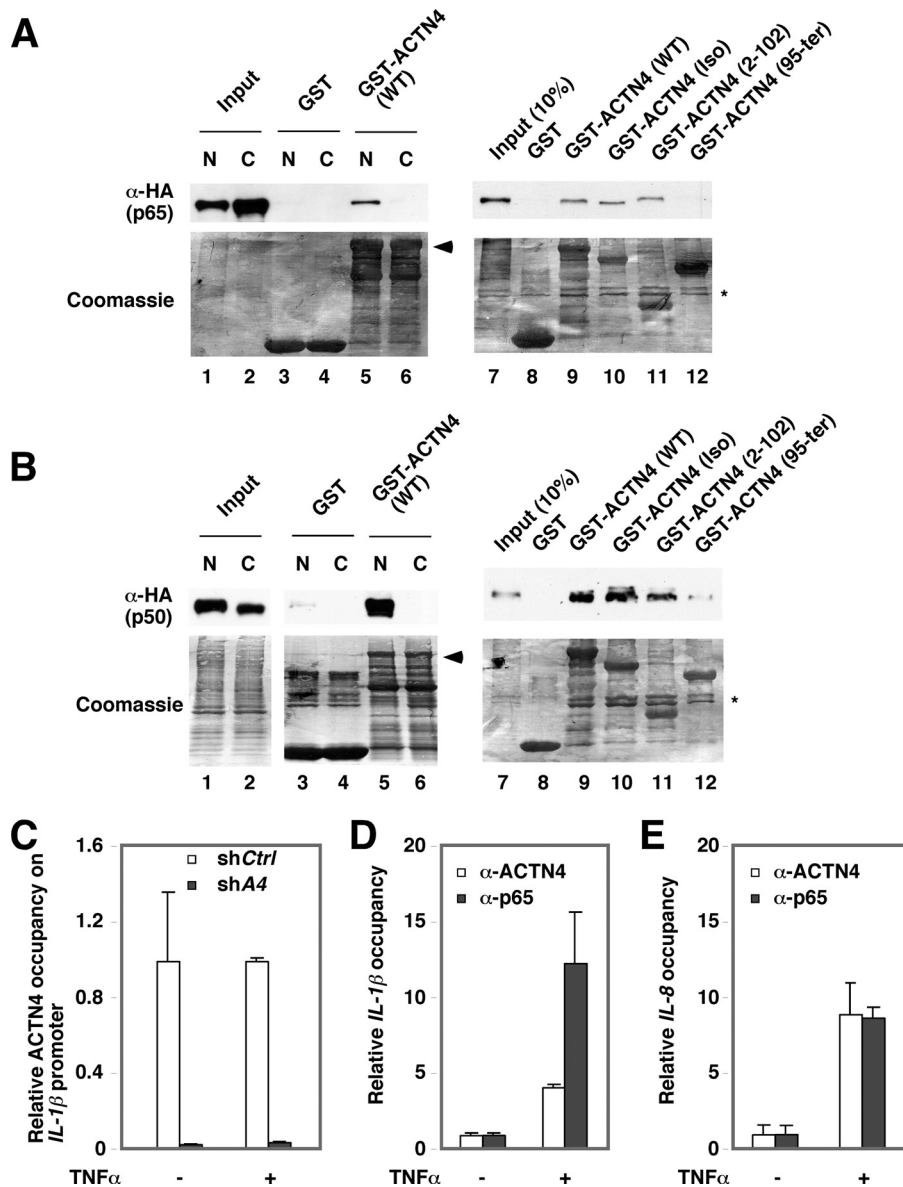 A
Input
GST
GST-ACTN4
(WT)
Input (10%)
GST
GST-ACTN4 (WT)
GST-ACTN4 (Iso)
GST-ACTN4 (2-102)
GST-ACTN4 (95-ter)
N C N C N C
α-HA
(p65)
Coomassie
*
1 2 3 4 5 6 7 8 9 10 11 12
B
Input
GST
GST-ACTN4
(WT)
Input (10%)
GST
GST-ACTN4 (WT)
GST-ACTN4 (Iso)
GST-ACTN4 (2-102)
GST-ACTN4 (95-ter)
N C N C N C
α-HA
(p50)
Coomassie
*
1 2 3 4 5 6 7 8 9 10 11 12
C
Relative ACTN4 occupancy on
IL-1β promoter
1.6
1.2
0.8
0.4
0
shCtrl
shA4
TNFα - +
D
Relative IL-1β occupancy
20
15
10
5
0
α-ACTN4
α-p65
TNFα - +
E
Relative IL-8 occupancy
20
15
10
5
0
α-ACTN4
α-p65
TNFα - +